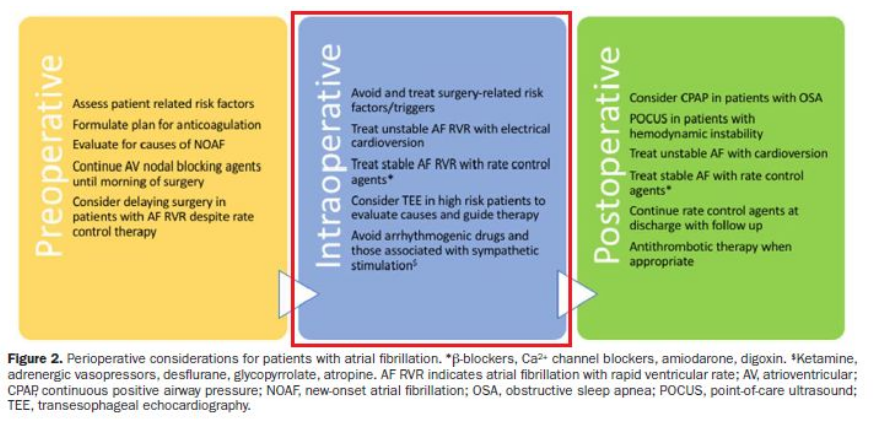 Preoperative
Assess patient related risk factors
Formulate plan for anticoagulation
Evaluate for causes of NOAF
Continue AV nodal blocking agents
until morning of surgery
Consider delaying surgery in
patients with AF RVR despite rate
control therapy
Intraoperative
Avoid and treat surgery-related risk
factors/triggers
Treat unstable AF RVR with electrical
cardioversion
Treat stable AF RVR with rate control
agents*
Consider TEE in high risk patients to
evaluate causes and guide therapy
Avoid arrhythmogenic drugs and
those associated with sympathetic
stimulation$
Postoperative
Consider CPAP in patients with OSA
POCUS in patients with
hemodynamic instability
Treat unstable AF with cardioversion
Treat stable AF with rate control
agents*
Continue rate control agents at
discharge with follow up
Antithrombotic therapy when
appropriate
Figure 2. Perioperative considerations for patients with atrial fibrillation. *β-blockers, Ca²⁺ channel blockers, amiodarone, digoxin. $Ketamine,
adrenergic vasopressors, desflurane, glycopyrrolate, atropine. AF RVR indicates atrial fibrillation with rapid ventricular rate; AV, atrioventricular;
CPAP, continuous positive airway pressure; NOAF, new-onset atrial fibrillation; OSA, obstructive sleep apnea; POCUS, point-of-care ultrasound;
TEE, transesophageal echocardiography.